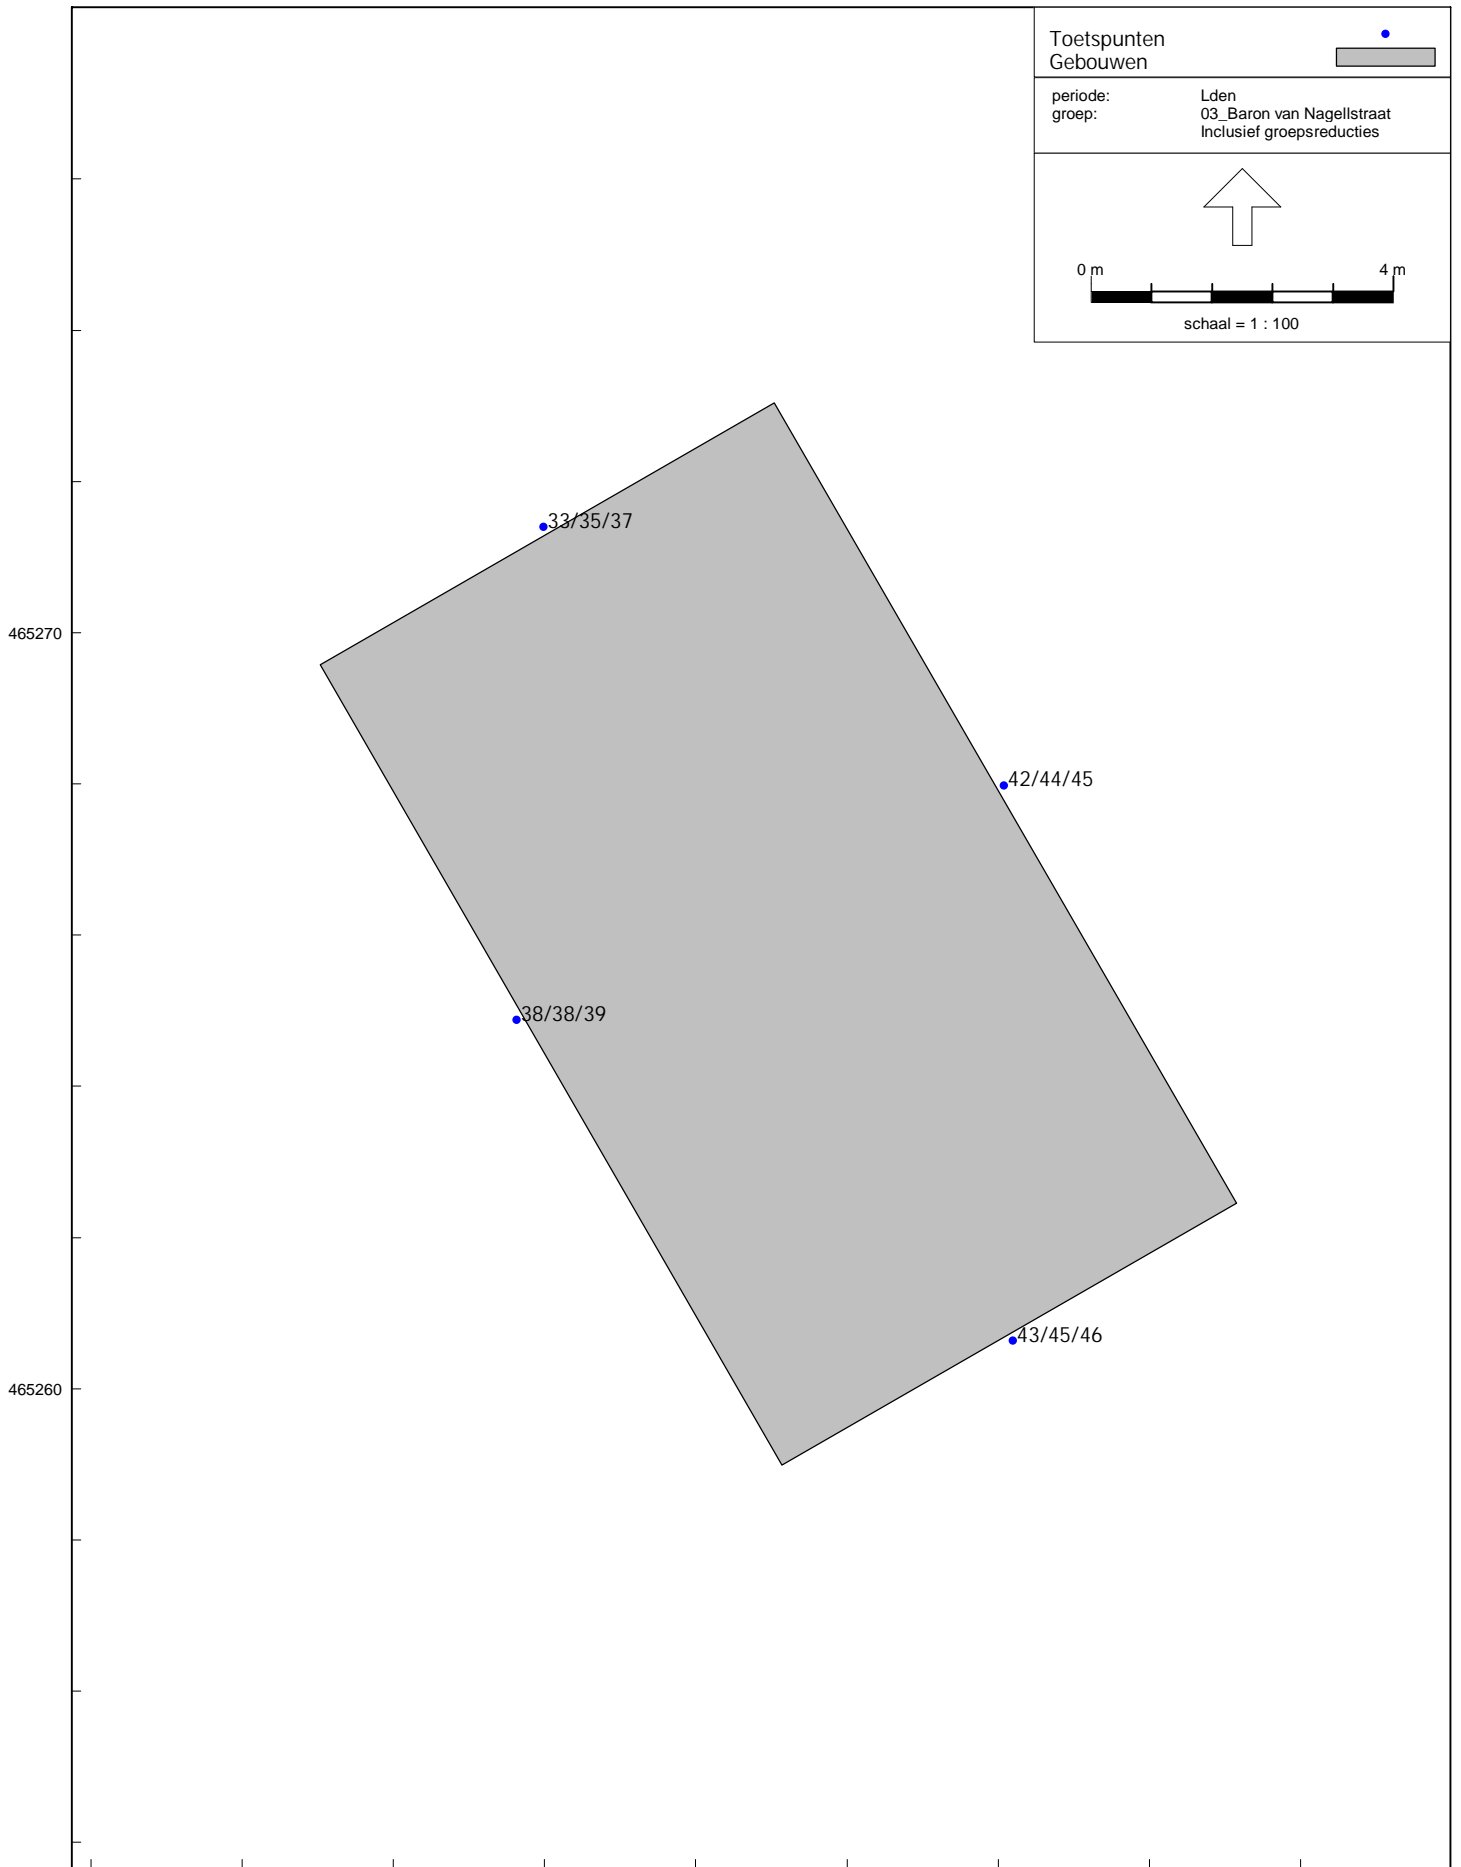 Toetspunten
Gebouwen
periode: Lden
groep: 03_Baron van Nagellstraat
Inclusief groepsreducties
0 m 4 m
schaal = 1 : 100
33/35/37
465270
42/44/45
38/38/39
43/45/46
465260